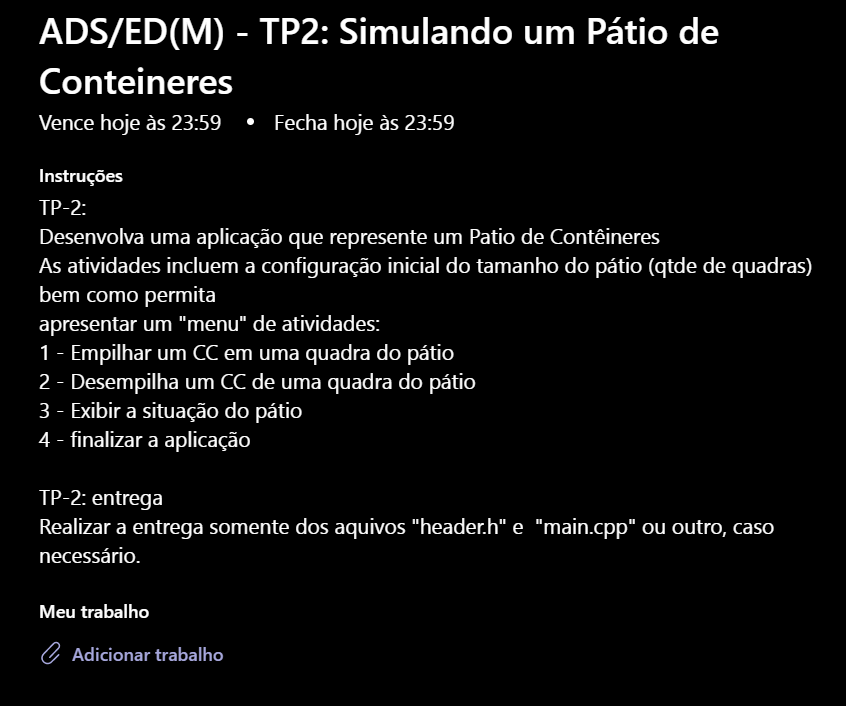 ADS/ED(M) - TP2: Simulando um Pátio de
Conteineres
Vence hoje às 23:59 • Fecha hoje às 23:59
Instruções
TP-2:
Desenvolva uma aplicação que represente um Patio de Contêineres
As atividades incluem a configuração inicial do tamanho do pátio (qtde de quadras)
bem como permita
apresentar um "menu" de atividades:
1 - Empilhar um CC em uma quadra do pátio
2 - Desempilha um CC de uma quadra do pátio
3 - Exibir a situação do pátio
4 - finalizar a aplicação
TP-2: entrega
Realizar a entrega somente dos aquivos "header.h" e  "main.cpp" ou outro, caso
necessário.
Meu trabalho
Adicionar trabalho